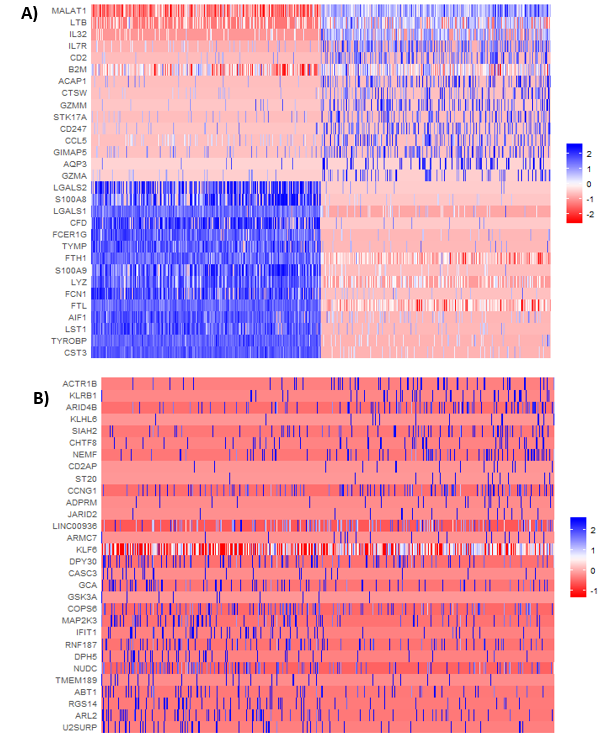 A)
MALAT1
LTB
IL32
IL7R
CD2
B2M
ACAP1
CTSW
GZMM
STK17A
CD247
CCL5
GIMAP5
AQP3
GZMA
LGALS2
S100A8
LGALS1
CFD
FCER1G
TYMP
FTH1
S100A9
LYZ
FCN1
FTL
AIF1
LST1
TYROBP
CST3
2
1
0
-1
-2
B)
ACTR1B
KLRB1
ARID4B
KLHL6
SIAH2
CHTF8
NEMF
CD2AP
ST20
CCNG1
ADPRM
JARID2
LINC00936
ARMC7
KLF6
DPY30
CASC3
GCA
GSK3A
COPS6
MAP2K3
IFIT1
RNF187
DPH5
NUDC
TMEM189
ABT1
RGS14
ARL2
U2SURP
2
1
0
-1